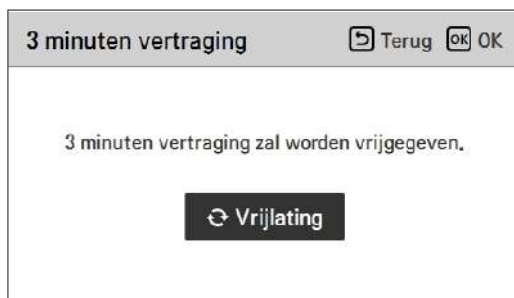 3 minuten vertraging Terug OK OK
3 minuten vertraging zal worden vrijgegeven.
Vrijlating